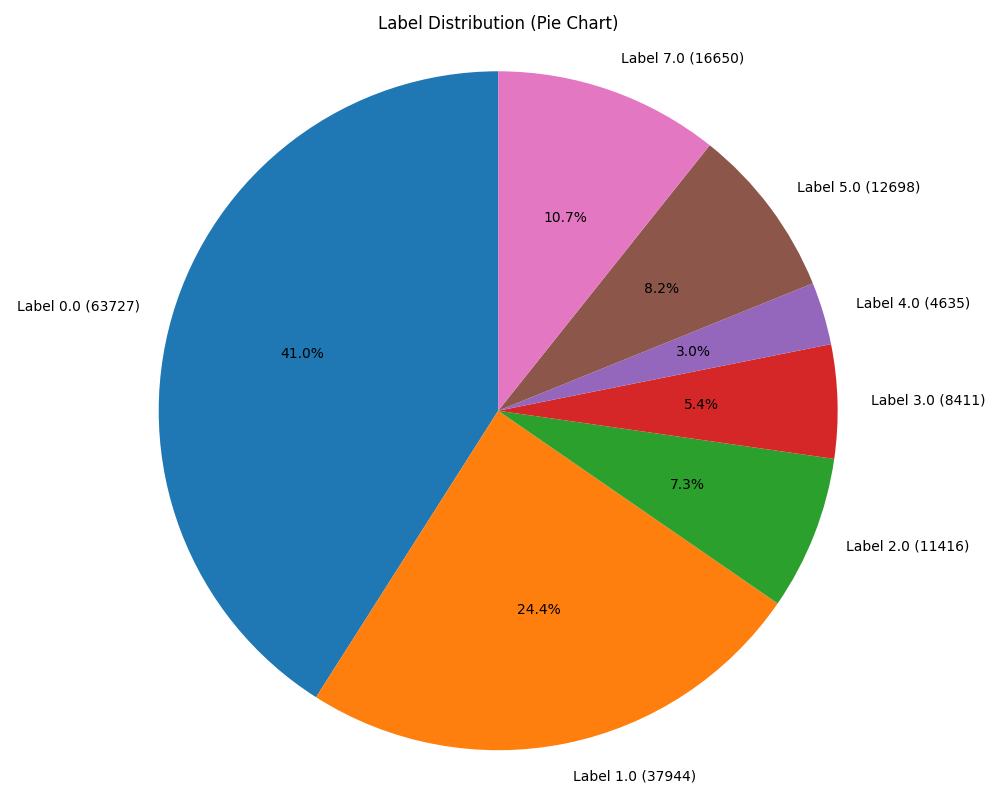 Label Distribution (Pie Chart)
Label 7.0 (16650)
10.7%
Label 5.0 (12698)
8.2%
Label 4.0 (4635)
3.0%
Label 0.0 (63727)
41.0%
Label 3.0 (8411)
5.4%
Label 2.0 (11416)
7.3%
24.4%
Label 1.0 (37944)